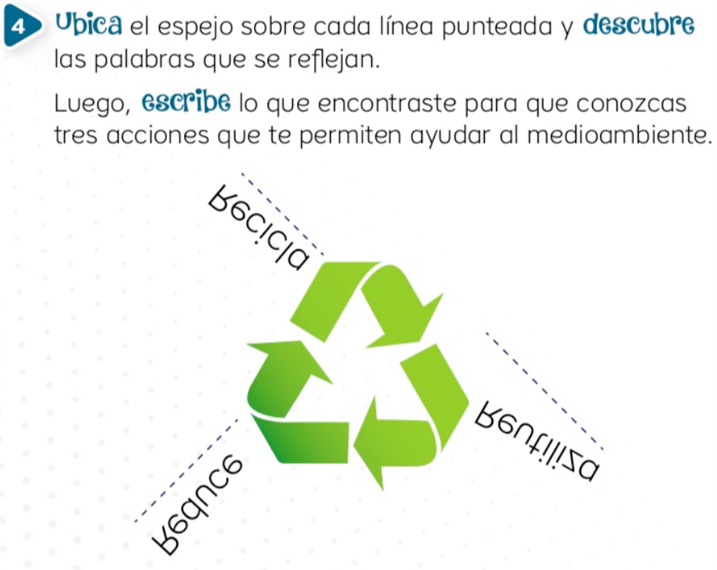 4 Ubica el espejo sobre cada línea punteada y descubre
las palabras que se reflejan.
Luego, escribe lo que encontraste para que conozcas
tres acciones que te permiten ayudar al medioambiente.
Recicla
Reutiliza
Reduce